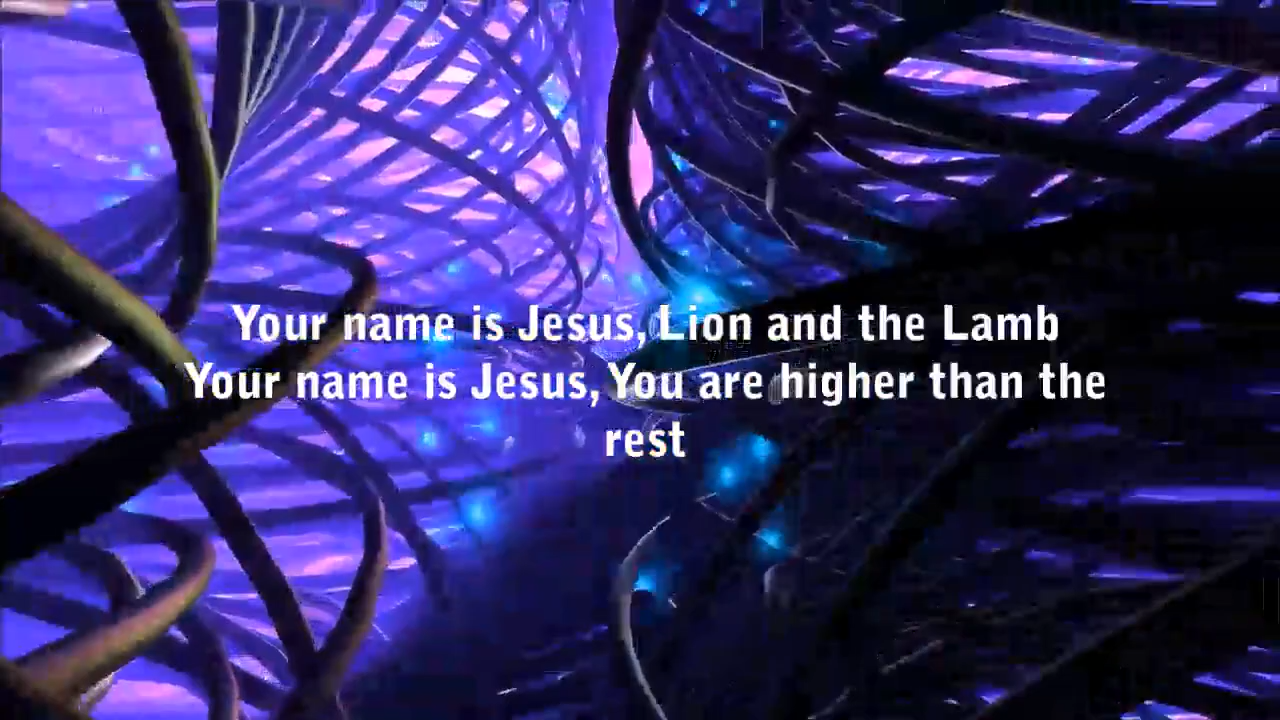 Your name is Jesus, Lion and the Lamb
Your name is Jesus, You are higher than the
rest